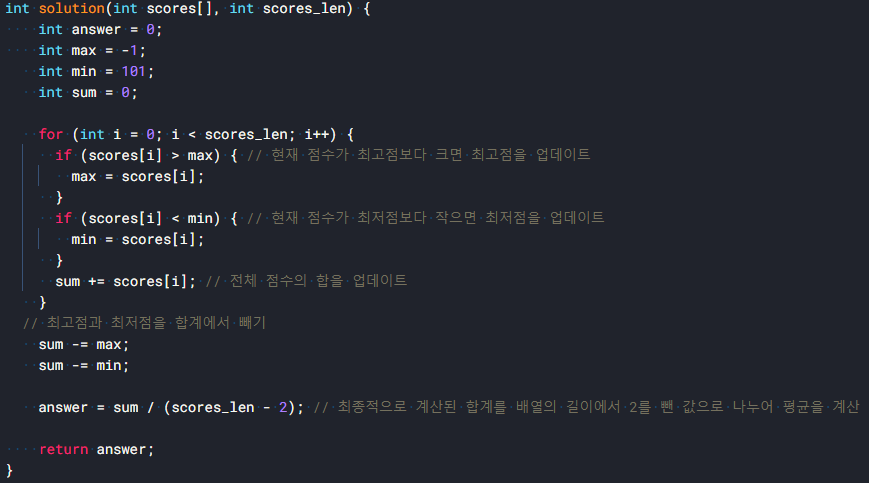 int solution(int scores[], int scores_len) {
    int answer = 0;
    int max = -1;
    int min = 101;
    int sum = 0;

    for (int i = 0; i < scores_len; i++) {
      if (scores[i] > max) { // 현재 점수가 최고점보다 크면 최고점을 업데이트
        max = scores[i];
      }
      if (scores[i] < min) { // 현재 점수가 최저점보다 작으면 최저점을 업데이트
        min = scores[i];
      }
      sum += scores[i]; // 전체 점수의 합을 업데이트
    }
  // 최고점과 최저점을 합계에서 빼기
    sum -= max;
    sum -= min;

    answer = sum / (scores_len - 2); // 최종적으로 계산된 합계를 배열의 길이에서 2를 뺀 값으로 나누어 평균을 계산

    return answer;
}